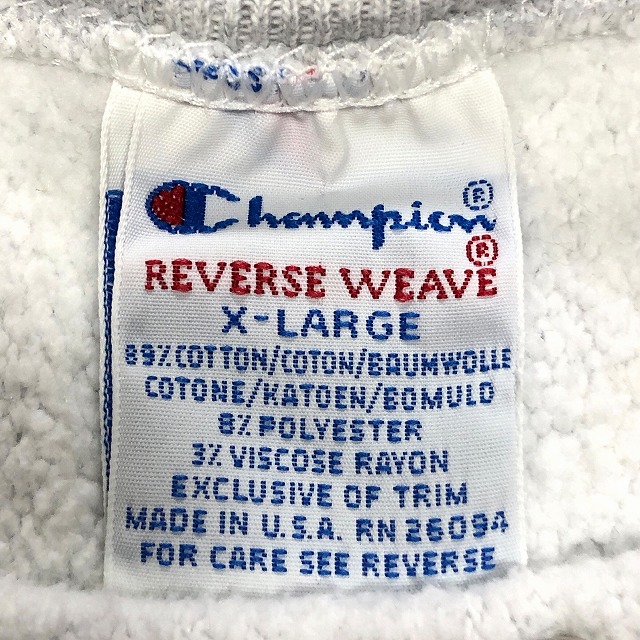 Champion®
REVERSE WEAVE®
X-LARGE
89% COTTON/COTON/BAUMWOLLE
COTONE/KATOEN/BOMULD
8% POLYESTER
3% VISCOSE RAYON
EXCLUSIVE OF TRIM
MADE IN U.S.A. RN 26094
FOR CARE SEE REVERSE